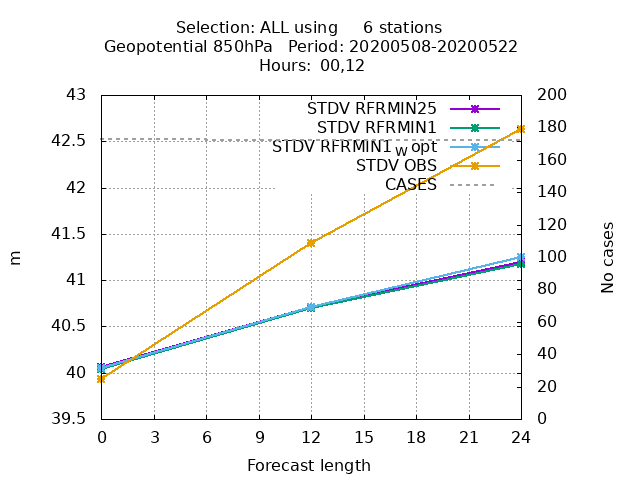 Selection: ALL using 6 stations
Geopotential 850hPa Period: 20200508-20200522
Hours: 00,12
43
42.5
42
41.5
41
40.5
40
39.5
m
STDV RFRMIN25
STDV RFRMIN1
STDV RFRMIN1wopt
STDV OBS
CASES
200
180
160
140
120
100
80
60
40
20
0
No cases
0 3 6 9 12 15 18 21 24
Forecast length